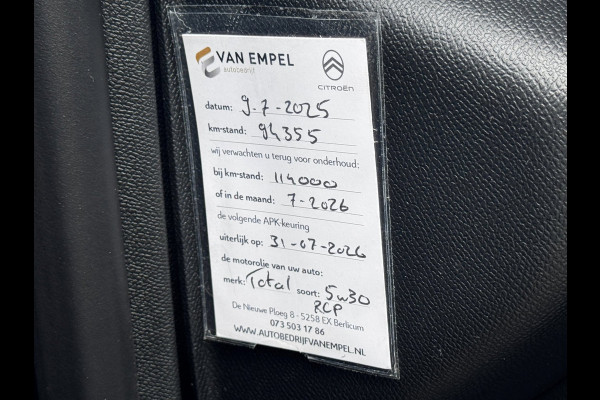 VAN EMPEL
autobedrijf
CITROËN
datum: 9-7-2025
km-stand: 94355
wij verwachten u terug voor onderhoud:
bij km-stand: 114000
of in de maand: 7-2026
de volgende APK-keuring
uiterlijk op: 31-07-2026
de motorolie van uw auto:
merk: Total soort: 5w30
RCP
De Nieuwe Ploeg 8 - 5258 EX Berlicum
073 503 17 86
WWW.AUTOBEDRIJFVANEMPEL.NL